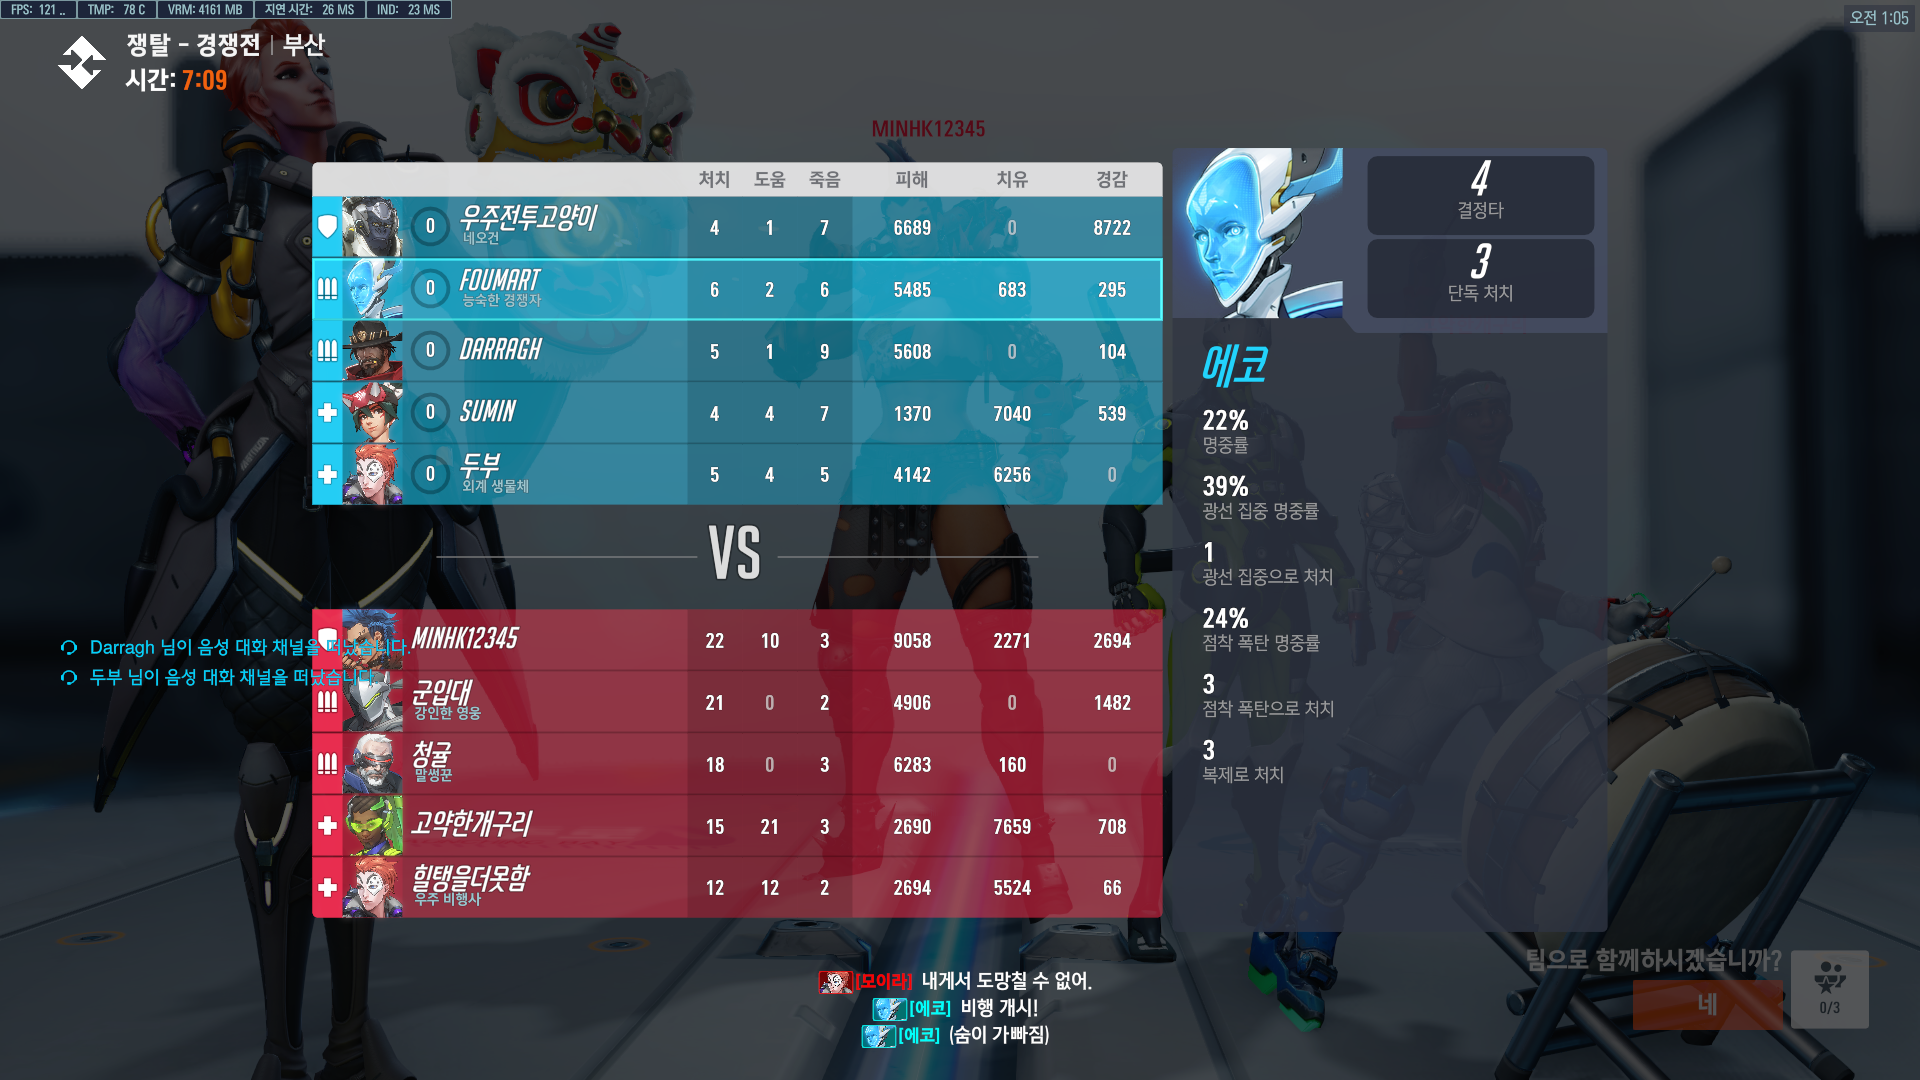 FPS: 121 .. TMP: 78 C VRM: 4161 MB 지연 시간: 26 MS IND: 23 MS
오전 1:05
쟁탈 - 경쟁전 | 부산
시간: 7:09
MINHK12345
처치 도움 죽음 피해 치유 경감
0 우주전투고양이 4 1 7 6689 0 8722
네오건
0 FOUMART 6 2 6 5485 683 295
능숙한 경쟁자
0 DARRAGH 5 1 9 5608 0 104
0 SUMIN 4 4 7 1370 7040 539
0 두부 5 4 5 4142 6256 0
외계 생물체
VS
MINHK12345 22 10 3 9058 2271 2694
군입대 21 0 2 4906 0 1482
강인한 영웅
청귤 18 0 3 6283 160 0
말썽꾼
고약한개구리 15 21 3 2690 7659 708
힐탱을더못함 12 12 2 2694 5524 66
우주 비행사
Darragh 님이 음성 대화 채널을 떠났습니다.
두부 님이 음성 대화 채널을 떠났습니다.
4
결정타
3
단독 처치
에코
22%
명중률
39%
광선 집중 명중률
1
광선 집중으로 처치
24%
점착 폭탄 명중률
3
점착 폭탄으로 처치
3
복제로 처치
[모이라] 내게서 도망칠 수 없어.
[에코] 비행 개시!
[에코] (숨이 가빠짐)
팀으로 함께하시겠습니까?
네
0/3